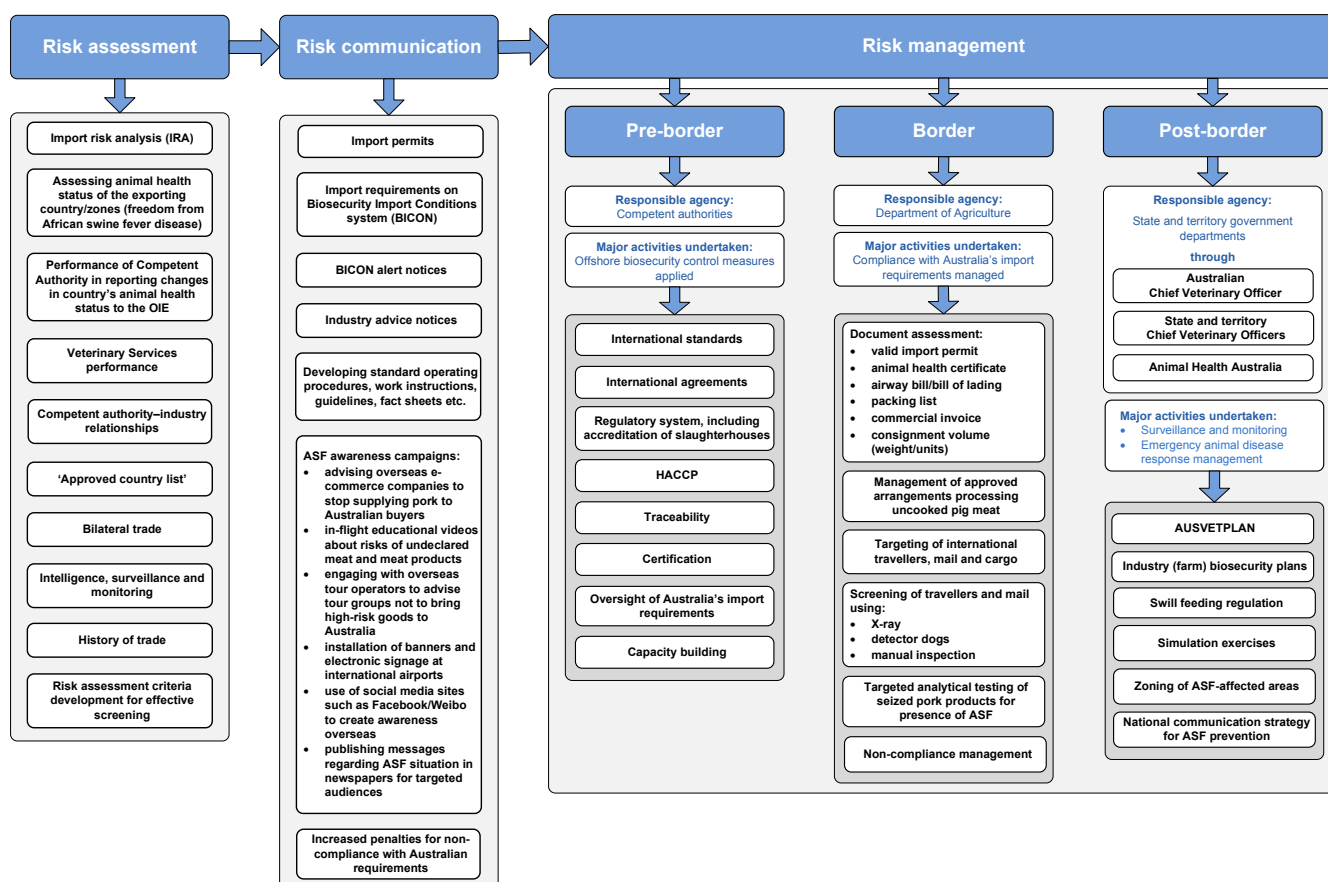 Risk assessment
Import risk analysis (IRA)
Assessing animal health
status of the exporting
country/zones (freedom from
African swine fever disease)
Performance of Competent
Authority in reporting changes
in country's animal health
status to the OIE
Veterinary Services
performance
Competent authority–industry
relationships
'Approved country list'
Bilateral trade
Intelligence, surveillance and
monitoring
History of trade
Risk assessment criteria
development for effective
screening
Risk communication
Import permits
Import requirements on
Biosecurity Import Conditions
system (BICON)
BICON alert notices
Industry advice notices
Developing standard operating
procedures, work instructions,
guidelines, fact sheets etc.
ASF awareness campaigns:
• advising overseas e-
commerce companies to
stop supplying pork to
Australian buyers
• in-flight educational videos
about risks of undeclared
meat and meat products
• engaging with overseas
tour operators to advise
tour groups not to bring
high-risk goods to
Australia
• installation of banners and
electronic signage at
international airports
• use of social media sites
such as Facebook/Weibo
to create awareness
overseas
• publishing messages
regarding ASF situation in
newspapers for targeted
audiences
Increased penalties for non-
compliance with Australian
requirements
Risk management
Pre-border
Responsible agency:
Competent authorities
Major activities undertaken:
Offshore biosecurity control measures
applied
International standards
International agreements
Regulatory system, including
accreditation of slaughterhouses
HACCP
Traceability
Certification
Oversight of Australia's import
requirements
Capacity building
Border
Responsible agency:
Department of Agriculture
Major activities undertaken:
Compliance with Australia's import
requirements managed
Document assessment:
• valid import permit
• animal health certificate
• airway bill/bill of lading
• packing list
• commercial invoice
• consignment volume
(weight/units)
Management of approved
arrangements processing
uncooked pig meat
Targeting of international
travellers, mail and cargo
Screening of travellers and mail
using:
• X-ray
• detector dogs
• manual inspection
Targeted analytical testing of
seized pork products for
presence of ASF
Non-compliance management
Post-border
Responsible agency:
State and territory government
departments
through
Australian
Chief Veterinary Officer
State and territory
Chief Veterinary Officers
Animal Health Australia
Major activities undertaken:
• Surveillance and monitoring
• Emergency animal disease
response management
AUSVETPLAN
Industry (farm) biosecurity plans
Swill feeding regulation
Simulation exercises
Zoning of ASF-affected areas
National communication strategy
for ASF prevention